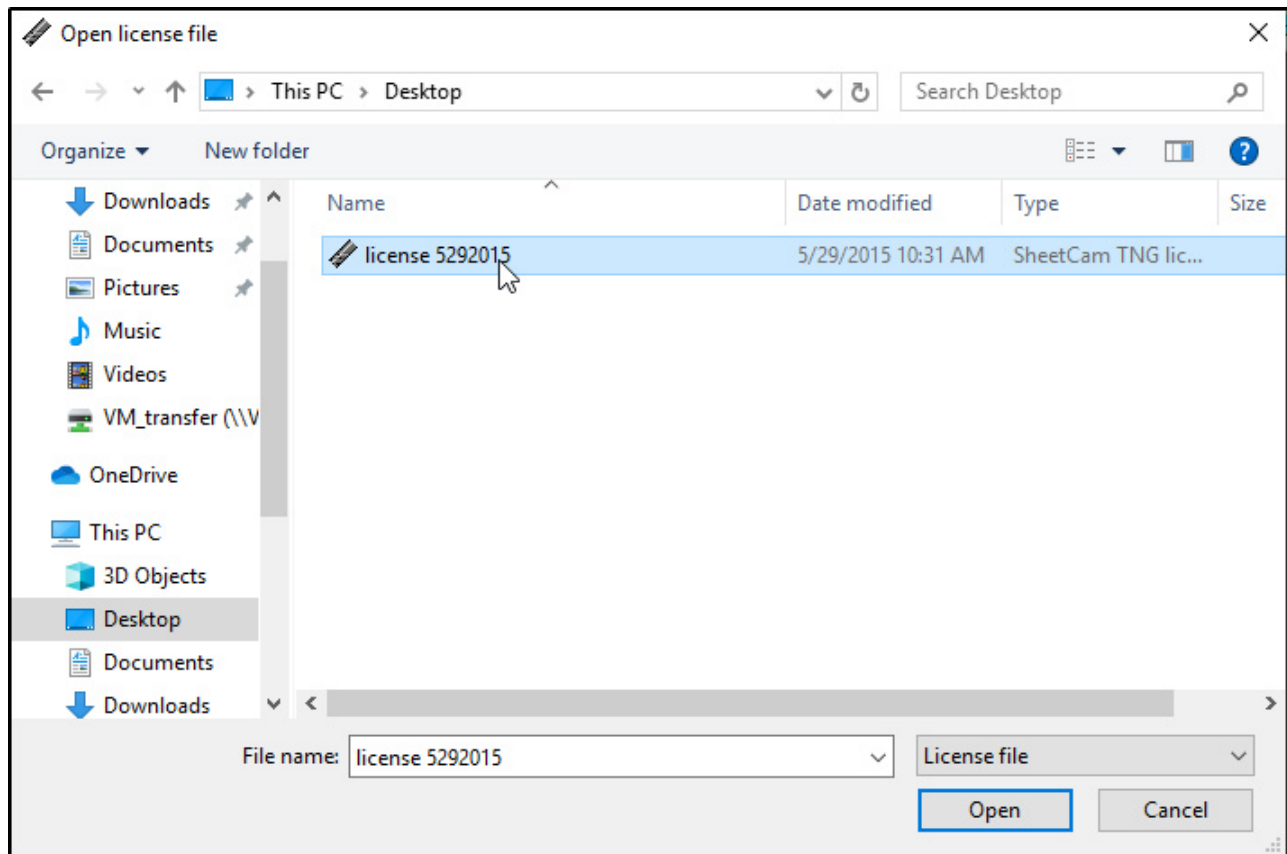 Open license file
This PC > Desktop
Search Desktop
Organize
New folder
Name
Date modified
Type
Size
Downloads
Documents
Pictures
Music
Videos
VM_transfer (\\V
OneDrive
This PC
3D Objects
Desktop
Documents
Downloads
license 5292015 5/29/2015 10:31 AM SheetCam TNG lic...
File name: license 5292015
License file
Open
Cancel